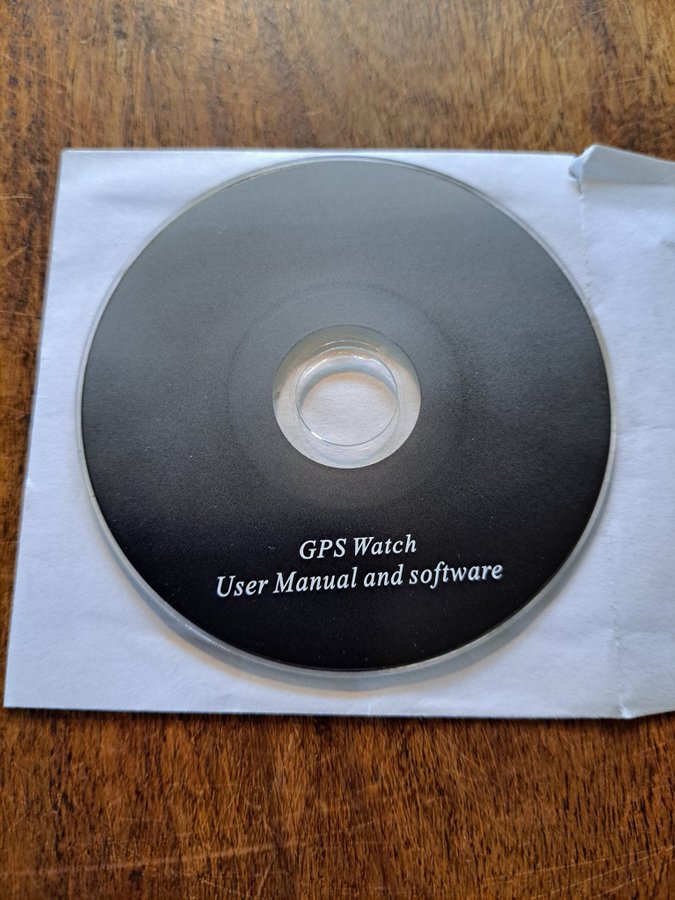 GPS Watch
User Manual and software